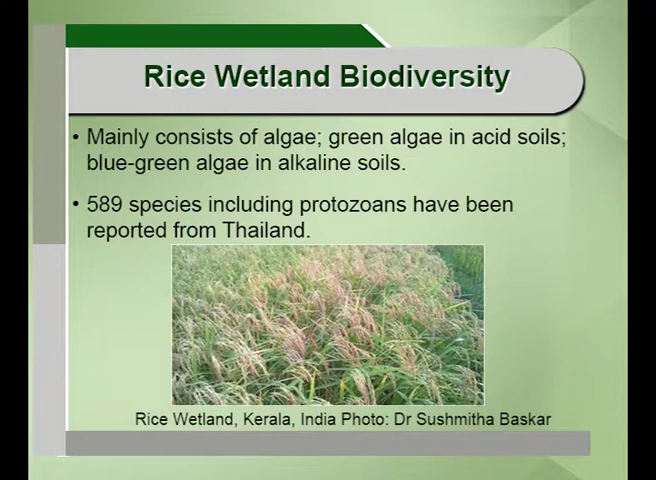 Rice Wetland Biodiversity
• Mainly consists of algae; green algae in acid soils;
blue-green algae in alkaline soils.
• 589 species including protozoans have been
reported from Thailand.
Rice Wetland, Kerala, India Photo: Dr Sushmitha Baskar